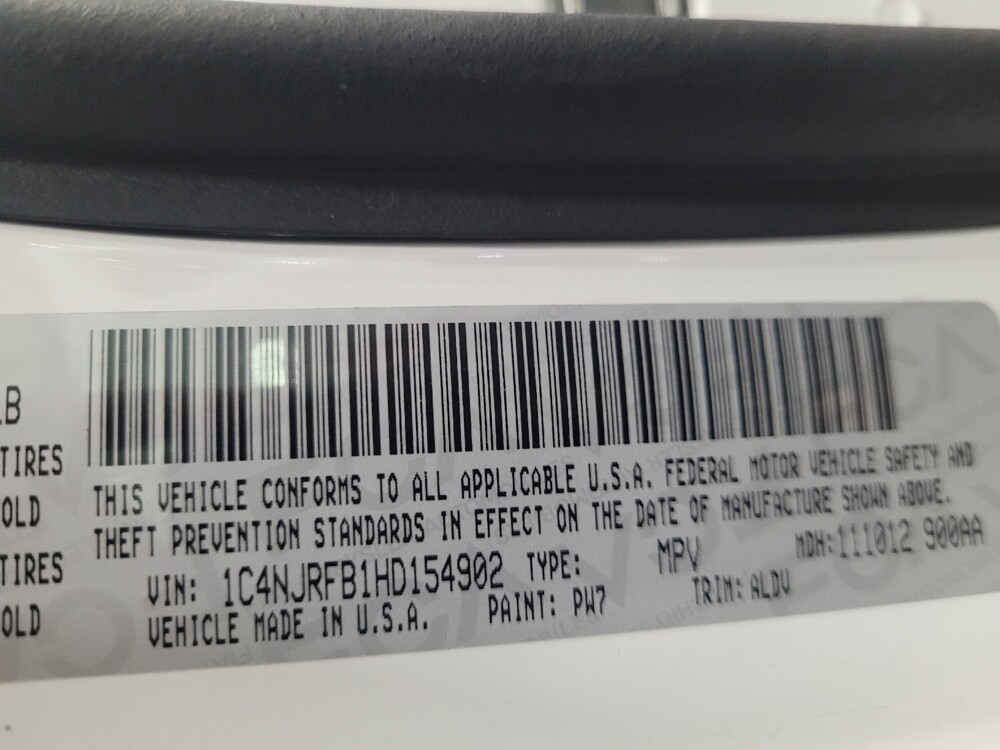 LB
TIRES
OLD
TIRES
OLD
THIS VEHICLE CONFORMS TO ALL APPLICABLE U.S.A. FEDERAL MOTOR VEHICLE SAFETY AND
THEFT PREVENTION STANDARDS IN EFFECT ON THE DATE OF MANUFACTURE SHOWN ABOVE.
VIN: 1C4NJRFB1HD154902 TYPE: MPV MDH:111012 900AA
VEHICLE MADE IN U.S.A. PAINT: PW7 TRIM: ALDV